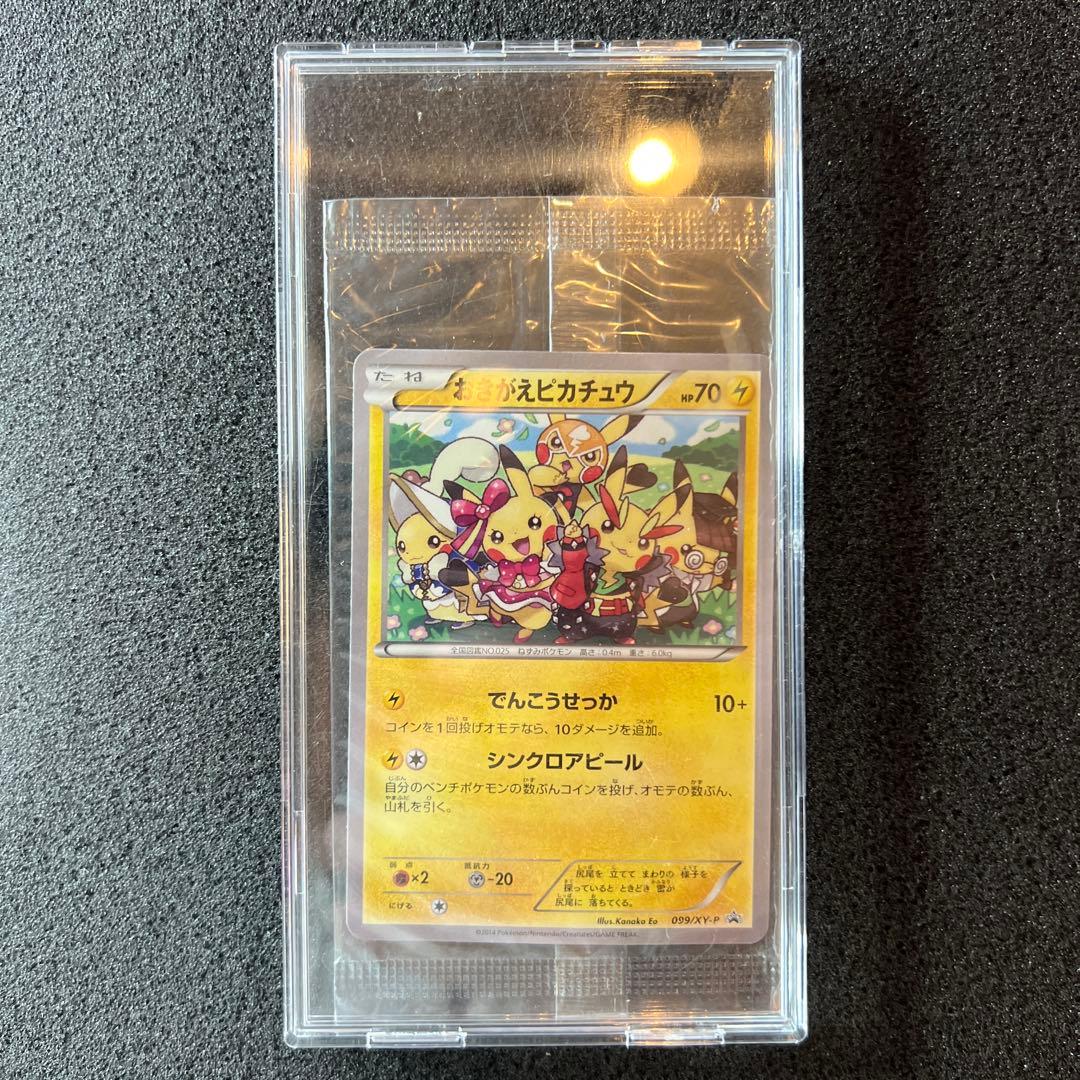 たね おきがえピカチュウ HP70
全国図鑑NO.025 ねずみポケモン 高さ:0.4m 重さ:6.0kg
でんこうせっか 10+
コインを1回投げオモテなら、10ダメージを追加。
シンクロアピール
自分のベンチポケモンの数ぶんコインを投げ、オモテの数ぶん、
山札を引く。
弱点 抵抗力
×2 -20
にげる
尻尾を 立てて まわりの 様子を
探っていると ときどき 雷が
尻尾に 落ちてくる。
Illus.Kanako Eo 099/XY-P
©2014 Pokémon/Nintendo/Creatures/GAME FREAK.